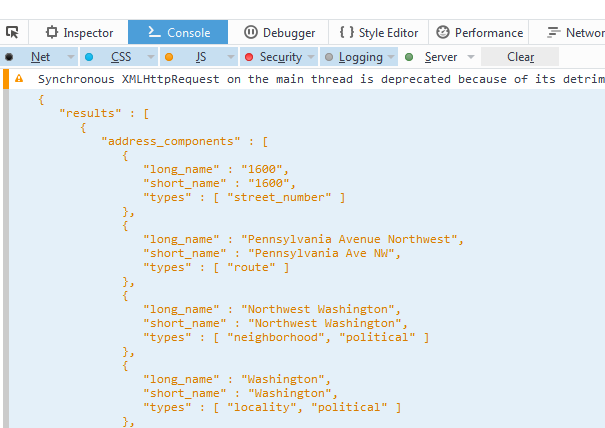 Inspector Console Debugger { } Style Editor Performance
Net CSS JS Security Logging Server Clear
Synchronous XMLHttpRequest on the main thread is deprecated because of its
{
"results" : [
{
"address_components" : [
{
"long_name" : "1600",
"short_name" : "1600",
"types" : [ "street_number" ]
},
{
"long_name" : "Pennsylvania Avenue Northwest",
"short_name" : "Pennsylvania Ave NW",
"types" : [ "route" ]
},
{
"long_name" : "Northwest Washington",
"short_name" : "Northwest Washington",
"types" : [ "neighborhood", "political" ]
},
{
"long_name" : "Washington",
"short_name" : "Washington",
"types" : [ "locality", "political" ]
},